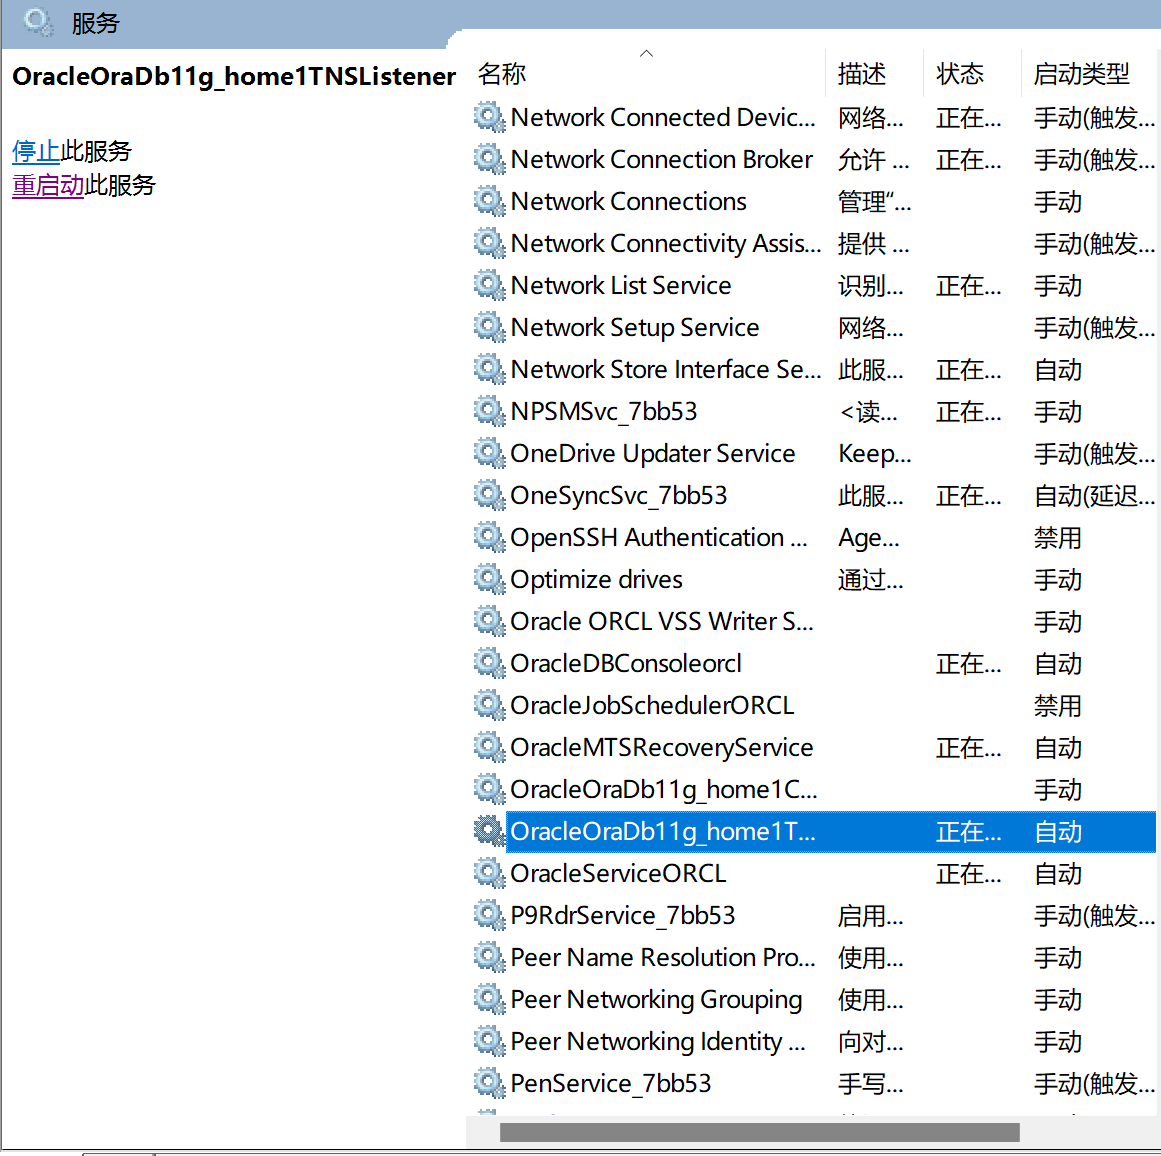 服务
OracleOraDb11g_home1TNSListener
停止此服务
重启动此服务
名称 描述 状态 启动类型
Network Connected Devic... 网络... 正在... 手动(触发...
Network Connection Broker 允许 ... 正在... 手动(触发...
Network Connections 管理“... 手动
Network Connectivity Assis... 提供 ... 手动(触发...
Network List Service 识别... 正在... 手动
Network Setup Service 网络... 手动(触发...
Network Store Interface Se... 此服... 正在... 自动
NPSMSvc_7bb53 <读... 正在... 手动
OneDrive Updater Service Keep... 手动(触发...
OneSyncSvc_7bb53 此服... 正在... 自动(延迟...
OpenSSH Authentication ... Age... 禁用
Optimize drives 通过... 手动
Oracle ORCL VSS Writer S... 手动
OracleDBConsoleorcl 正在... 自动
OracleJobSchedulerORCL 禁用
OracleMTSRecoveryService 正在... 自动
OracleOraDb11g_home1C... 手动
OracleOraDb11g_home1T... 正在... 自动
OracleServiceORCL 正在... 自动
P9RdrService_7bb53 启用... 手动(触发...
Peer Name Resolution Pro... 使用... 手动
Peer Networking Grouping 使用... 手动
Peer Networking Identity ... 向对... 手动
PenService_7bb53 手写... 手动(触发...